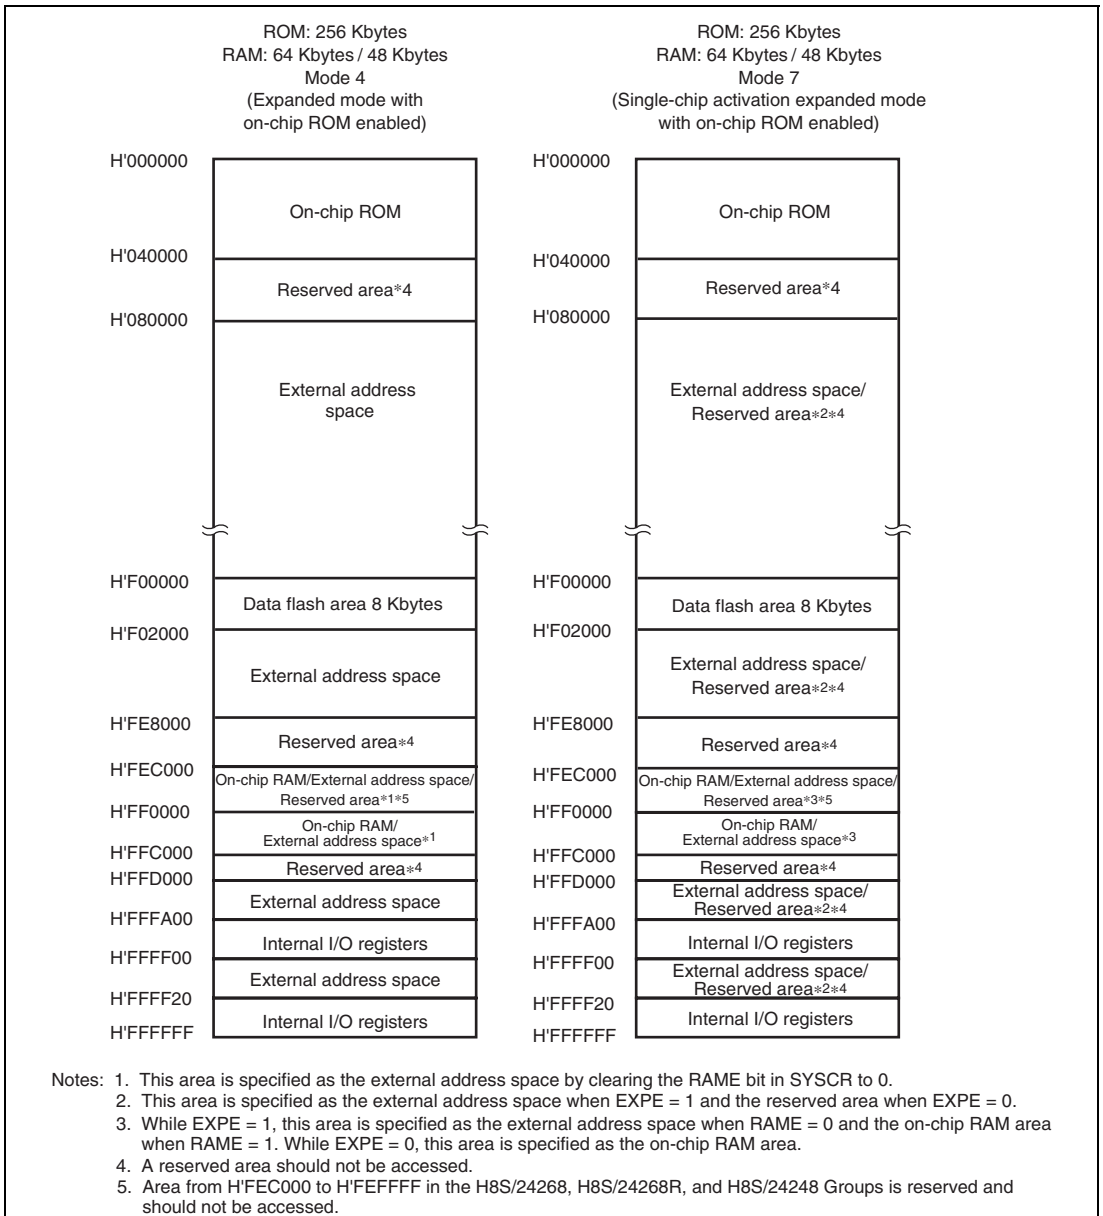 ROM: 256 Kbytes
RAM: 64 Kbytes / 48 Kbytes
Mode 4
(Expanded mode with
on-chip ROM enabled)
H'000000
On-chip ROM
H'040000
Reserved area*4
H'080000
External address
space
H'F00000
Data flash area 8 Kbytes
H'F02000
External address space
H'FE8000
Reserved area*4
H'FEC000
On-chip RAM/External address space/
Reserved area*1*5
H'FF0000
On-chip RAM/
External address space*1
H'FFC000
Reserved area*4
H'FFD000
External address space
H'FFFA00
Internal I/O registers
H'FFFF00
External address space
H'FFFF20
Internal I/O registers
H'FFFFFF
ROM: 256 Kbytes
RAM: 64 Kbytes / 48 Kbytes
Mode 7
(Single-chip activation expanded mode
with on-chip ROM enabled)
H'000000
On-chip ROM
H'040000
Reserved area*4
H'080000
External address space/
Reserved area*2*4
H'F00000
Data flash area 8 Kbytes
H'F02000
External address space/
Reserved area*2*4
H'FE8000
Reserved area*4
H'FEC000
On-chip RAM/External address space/
Reserved area*3*5
H'FF0000
On-chip RAM/
External address space*3
H'FFC000
Reserved area*4
H'FFD000
External address space/
Reserved area*2*4
H'FFFA00
Internal I/O registers
H'FFFF00
External address space/
Reserved area*2*4
H'FFFF20
Internal I/O registers
H'FFFFFF
Notes: 1. This area is specified as the external address space by clearing the RAME bit in SYSCR to 0.
2. This area is specified as the external address space when EXPE = 1 and the reserved area when EXPE = 0.
3. While EXPE = 1, this area is specified as the external address space when RAME = 0 and the on-chip RAM area
when RAME = 1. While EXPE = 0, this area is specified as the on-chip RAM area.
4. A reserved area should not be accessed.
5. Area from H'FEC000 to H'FEFFFF in the H8S/24268, H8S/24268R, and H8S/24248 Groups is reserved and
should not be accessed.